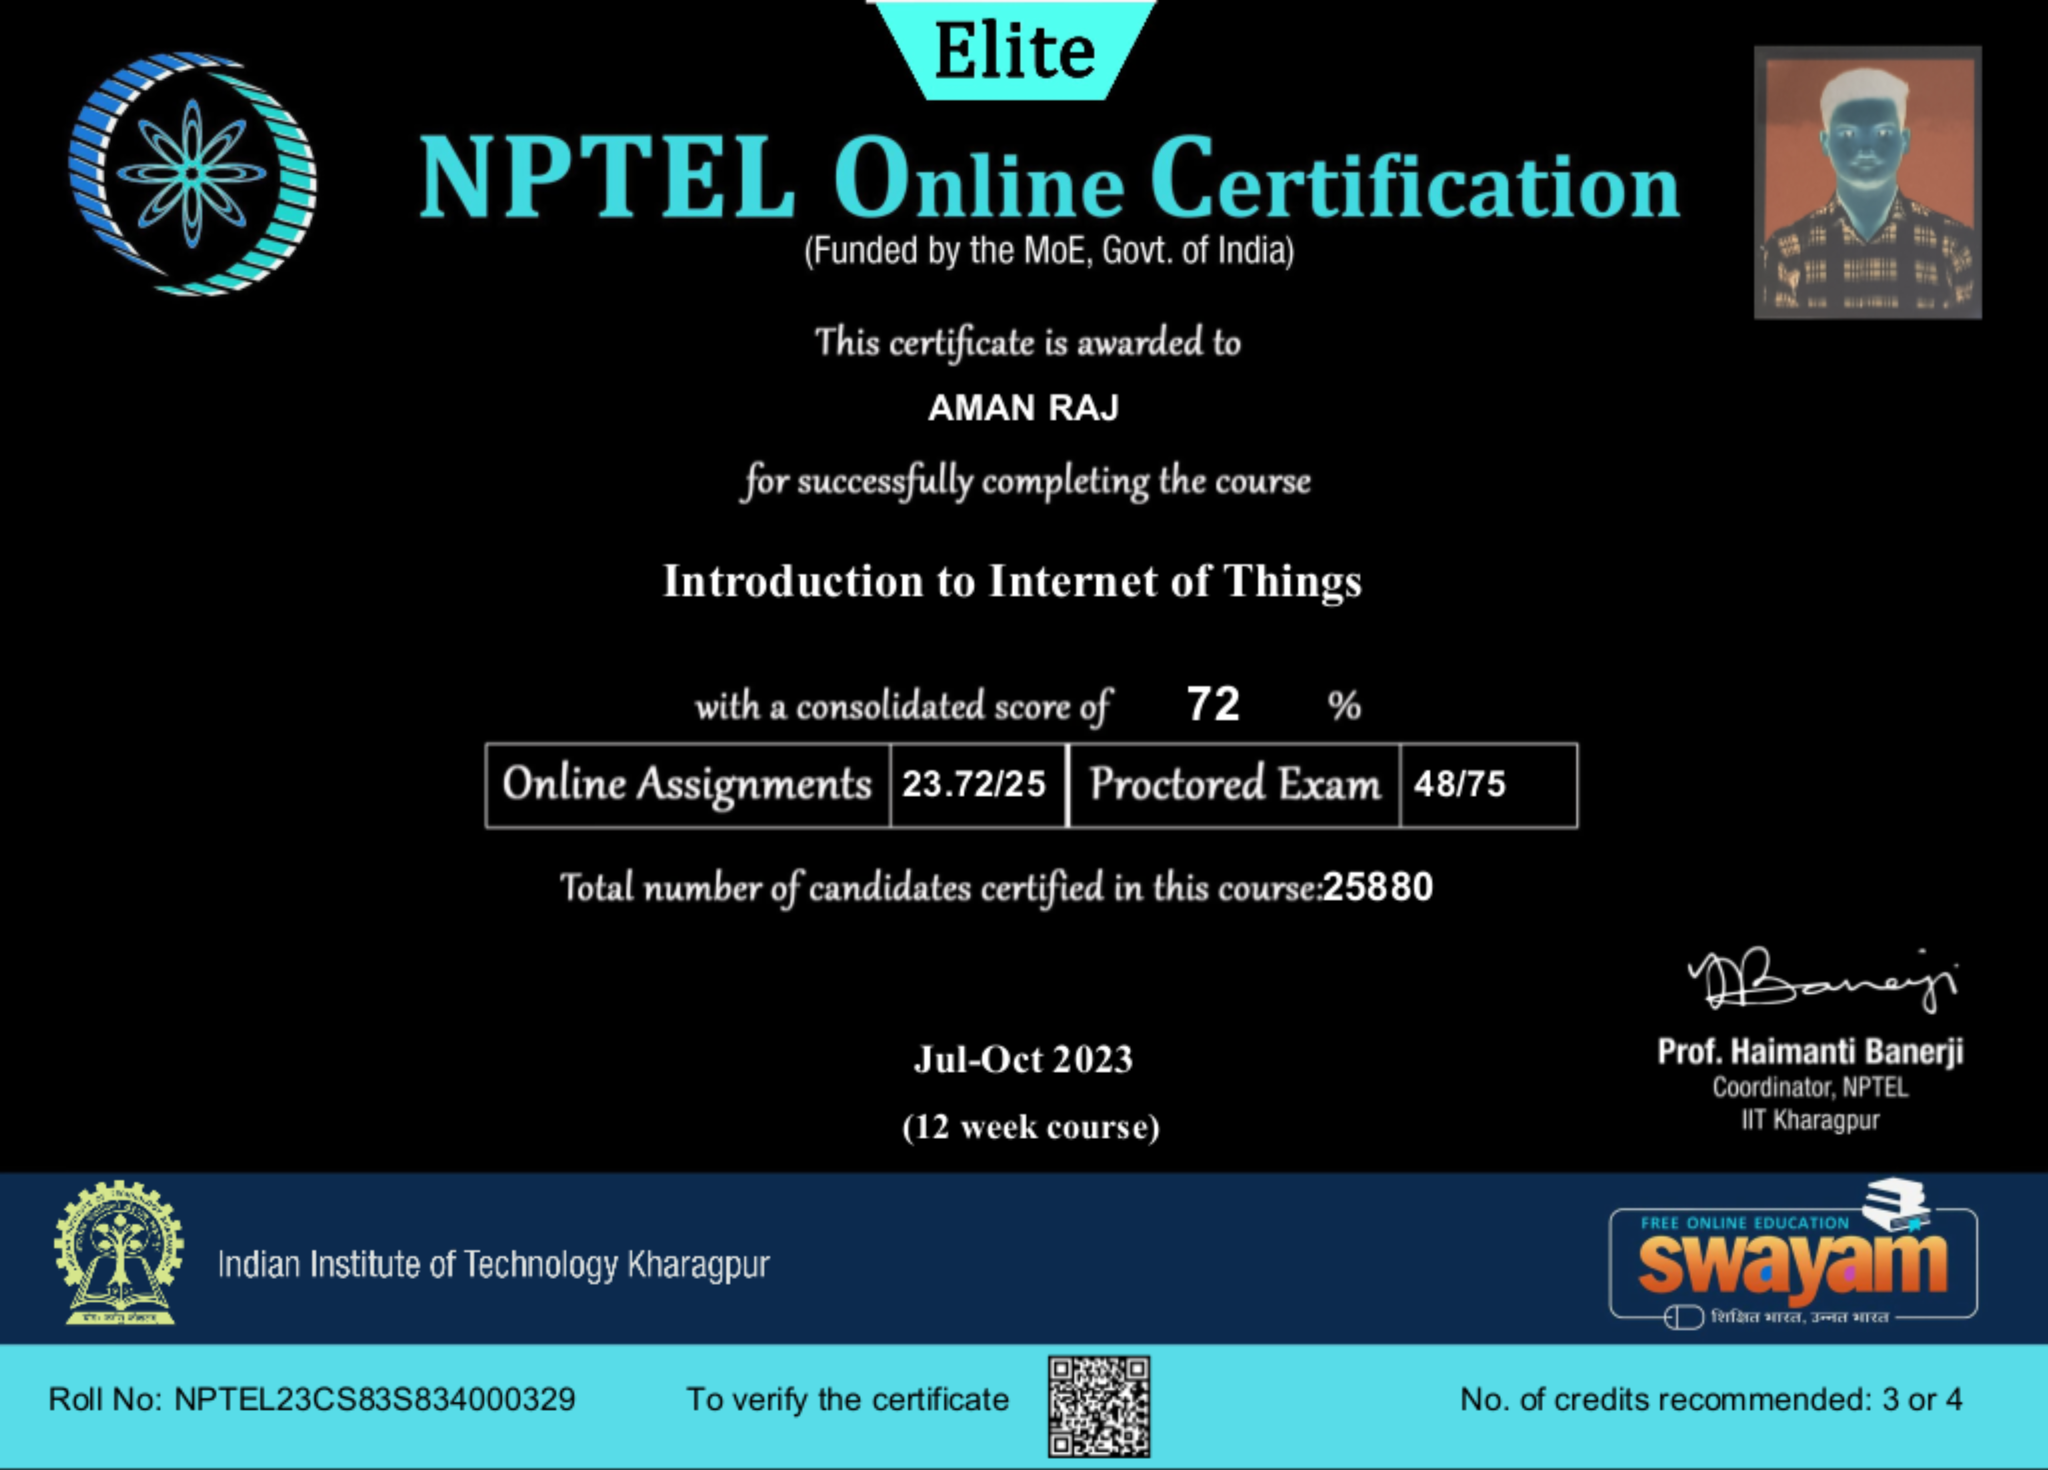 Elite
NPTEL Online Certification
(Funded by the MoE, Govt. of India)
This certificate is awarded to
AMAN RAJ
for successfully completing the course
Introduction to Internet of Things
with a consolidated score of 72 %
Online Assignments 23.72/25 Proctored Exam 48/75
Total number of candidates certified in this course:25880
Jul-Oct 2023
(12 week course)
Prof. Haimanti Banerji
Coordinator, NPTEL
IIT Kharagpur
Indian Institute of Technology Kharagpur
FREE ONLINE EDUCATION
swayam
शिक्षित भारत, उन्नत भारत
Roll No: NPTEL23CS83S834000329
To verify the certificate
No. of credits recommended: 3 or 4